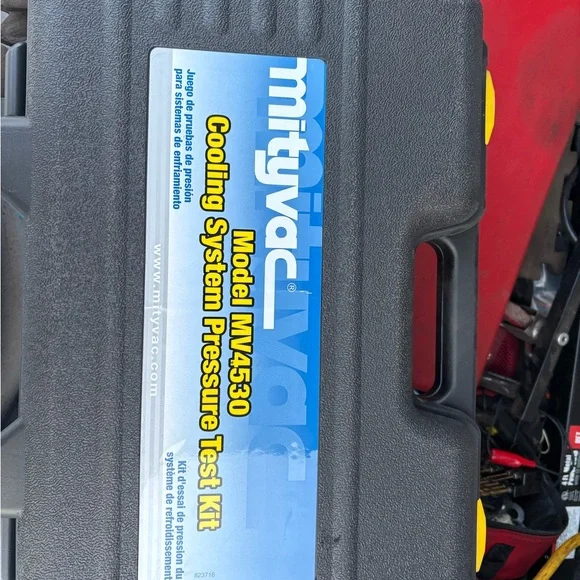 mityvac®
Model MV4530
Cooling System Pressure Test Kit
Juego de pruebas de presión
para sistemas de enfriamiento
Kit d'essai de pression du
système de refroidissement
www.mityvac.com
823716